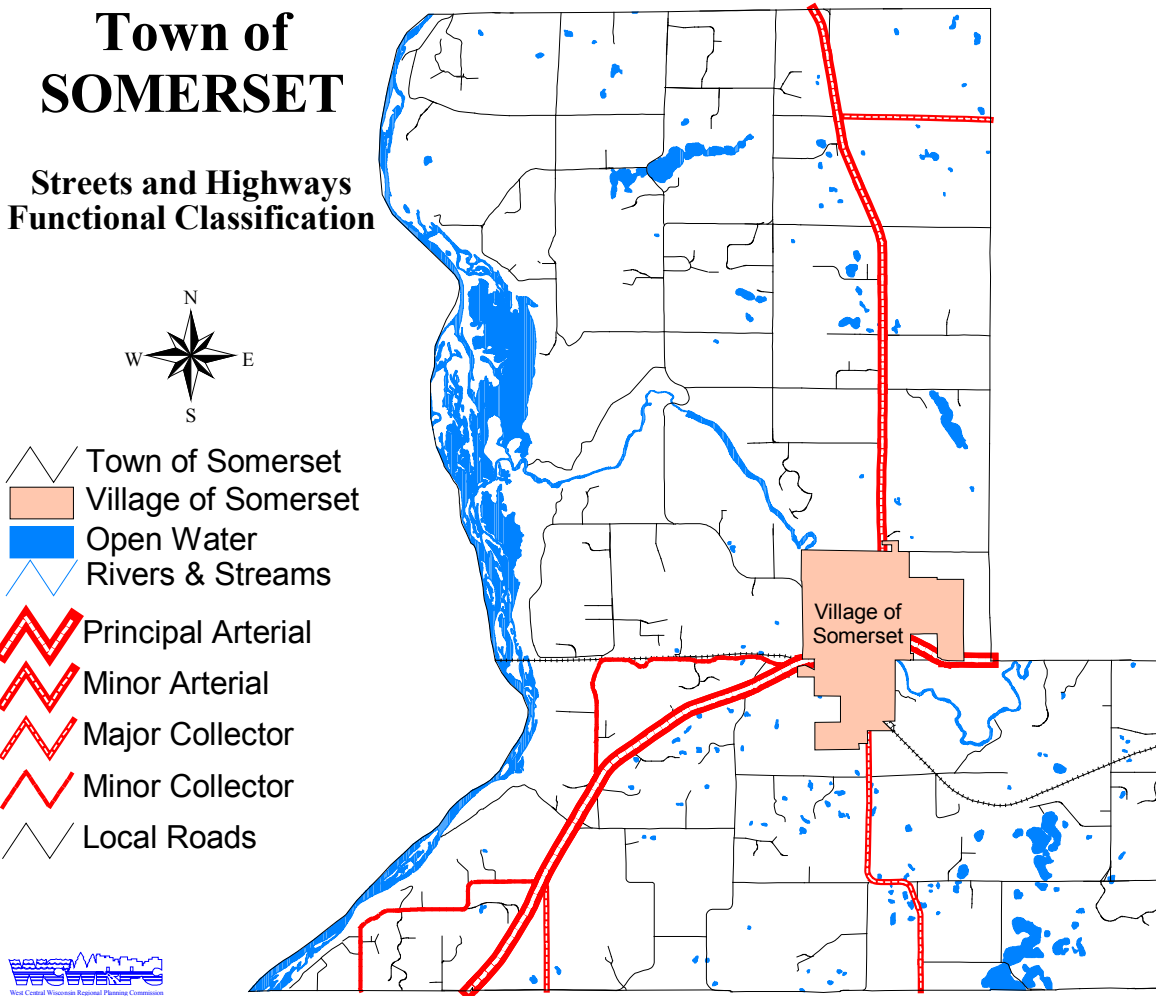 Town of
SOMERSET
Streets and Highways
Functional Classification
N
W
E
S
Town of Somerset
Village of Somerset
Open Water
Rivers & Streams
Principal Arterial
Minor Arterial
Major Collector
Minor Collector
Local Roads
Village of
Somerset
WCWRPC
West Central Wisconsin Regional Planning Commission